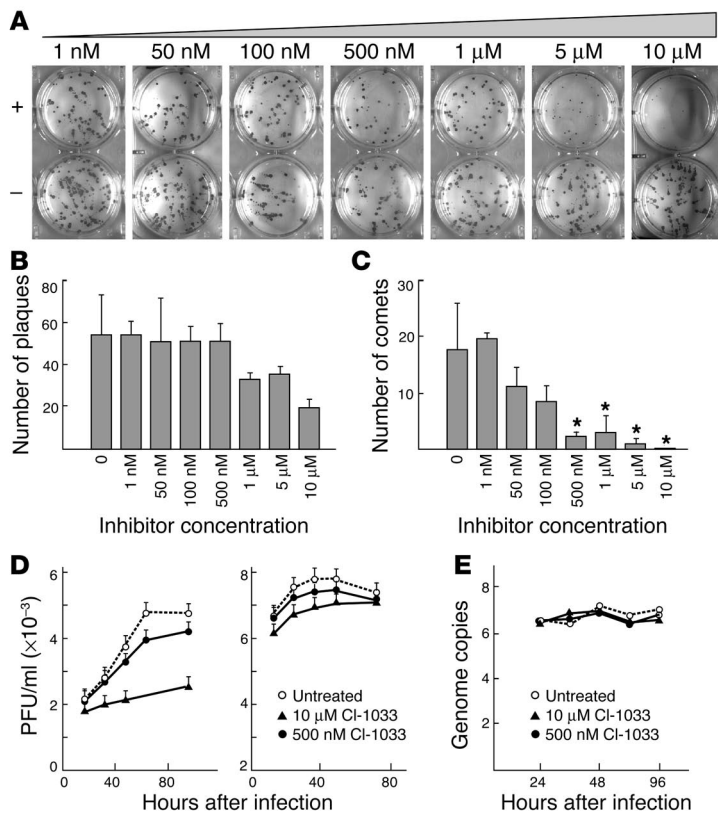 A
1 nM 50 nM 100 nM 500 nM 1 μM 5 μM 10 μM
+
–
B
Number of plaques
80
60
40
20
0 1 nM 50 nM 100 nM 500 nM 1 μM 5 μM 10 μM
Inhibitor concentration
C
Number of comets
30
20
10
0 1 nM 50 nM 100 nM 500 nM 1 μM 5 μM 10 μM
* * * *
Inhibitor concentration
D
PFU/ml (×10⁻³)
6
4
2
0
0 40 80
8
6
4
2
0 40 80
Untreated
10 μM CI-1033
500 nM CI-1033
Hours after infection
E
Genome copies
8
6
4
2
24 48 96
Untreated
10 μM CI-1033
500 nM CI-1033
Hours after infection